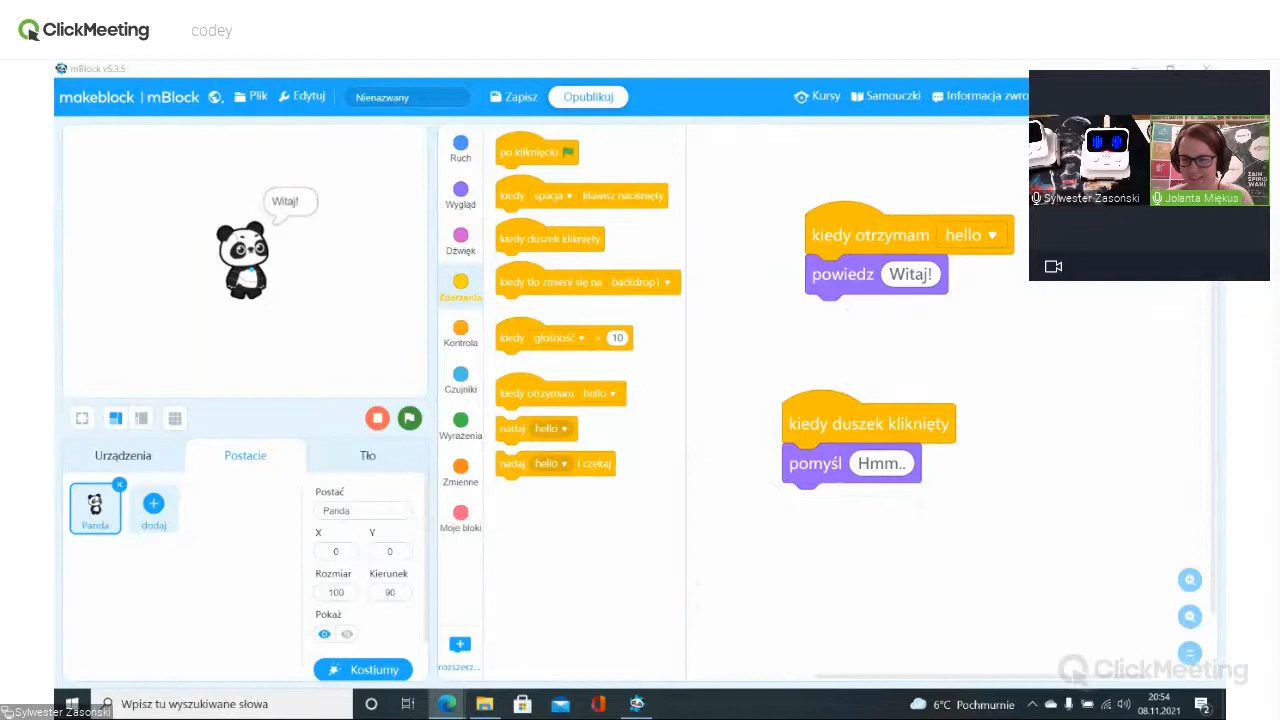 ClickMeeting
codey
mBlock v5.3.5
makeblock | mBlock
Plik
Edytuj
Nienazwany
Zapisz
Opublikuj
Kursy
Samouczki
Informacja zwro
Witaj!
Ruch
Wygląd
Dźwięk
Zdarzenia
Kontrola
Czujniki
Wyrażenia
Zmienne
Moje bloki
rozszerz...
po kliknięciu
kiedy spacja klawisz naciśnięty
kiedy duszek kliknięty
kiedy tło zmieni się na backdrop1
kiedy głośność > 10
kiedy otrzymam hello
nadaj hello
nadaj hello i czekaj
kiedy otrzymam hello
powiedz Witaj!
kiedy duszek kliknięty
pomyśl Hmm..
Sylwester Zasoński
Jolanta Miękus
ZAIN
SPIRO
WAKI
Urządzenia
Postacie
Tło
Panda
dodaj
Postać
Panda
X
Y
0
0
Rozmiar
Kierunek
100
90
Pokaż
Kostiumy
ClickMeeting
Wpisz tu wyszukiwane słowa
6°C Pochmurnie
20:54
08.11.2021
2
Sylwester Zasoński